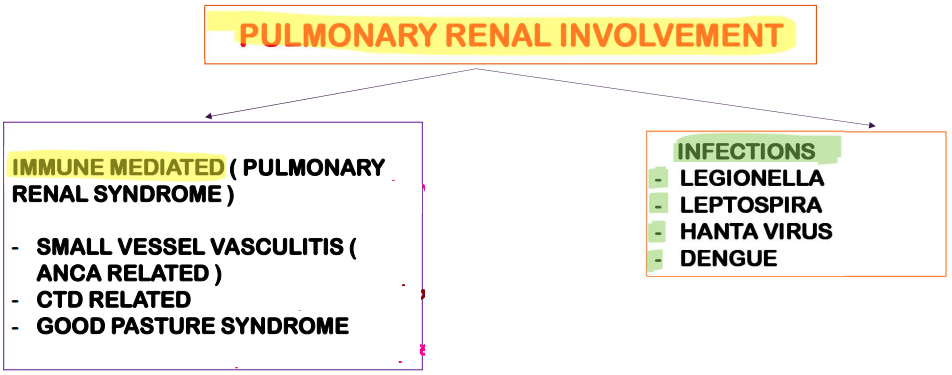 PULMONARY RENAL INVOLVEMENT
IMMUNE MEDIATED ( PULMONARY
RENAL SYNDROME )
- SMALL VESSEL VASCULITIS (
ANCA RELATED )
- CTD RELATED
- GOOD PASTURE SYNDROME
INFECTIONS
- LEGIONELLA
- LEPTOSPIRA
- HANTA VIRUS
- DENGUE